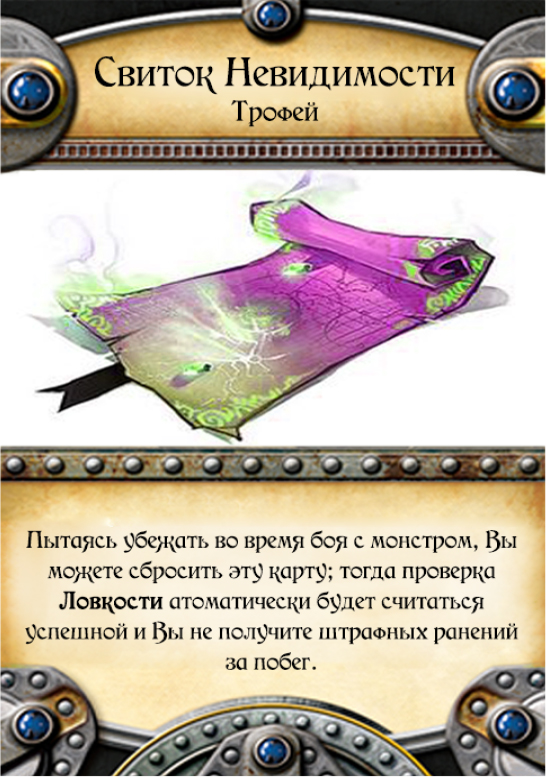 Свиток Невидимости
Трофей
Пытаясь убежать во время боя с монстром, Вы
можете сбросить эту карту; тогда проверка
Ловкости атоматически будет считаться
успешной и Вы не получите штрафных ранений
за побег.